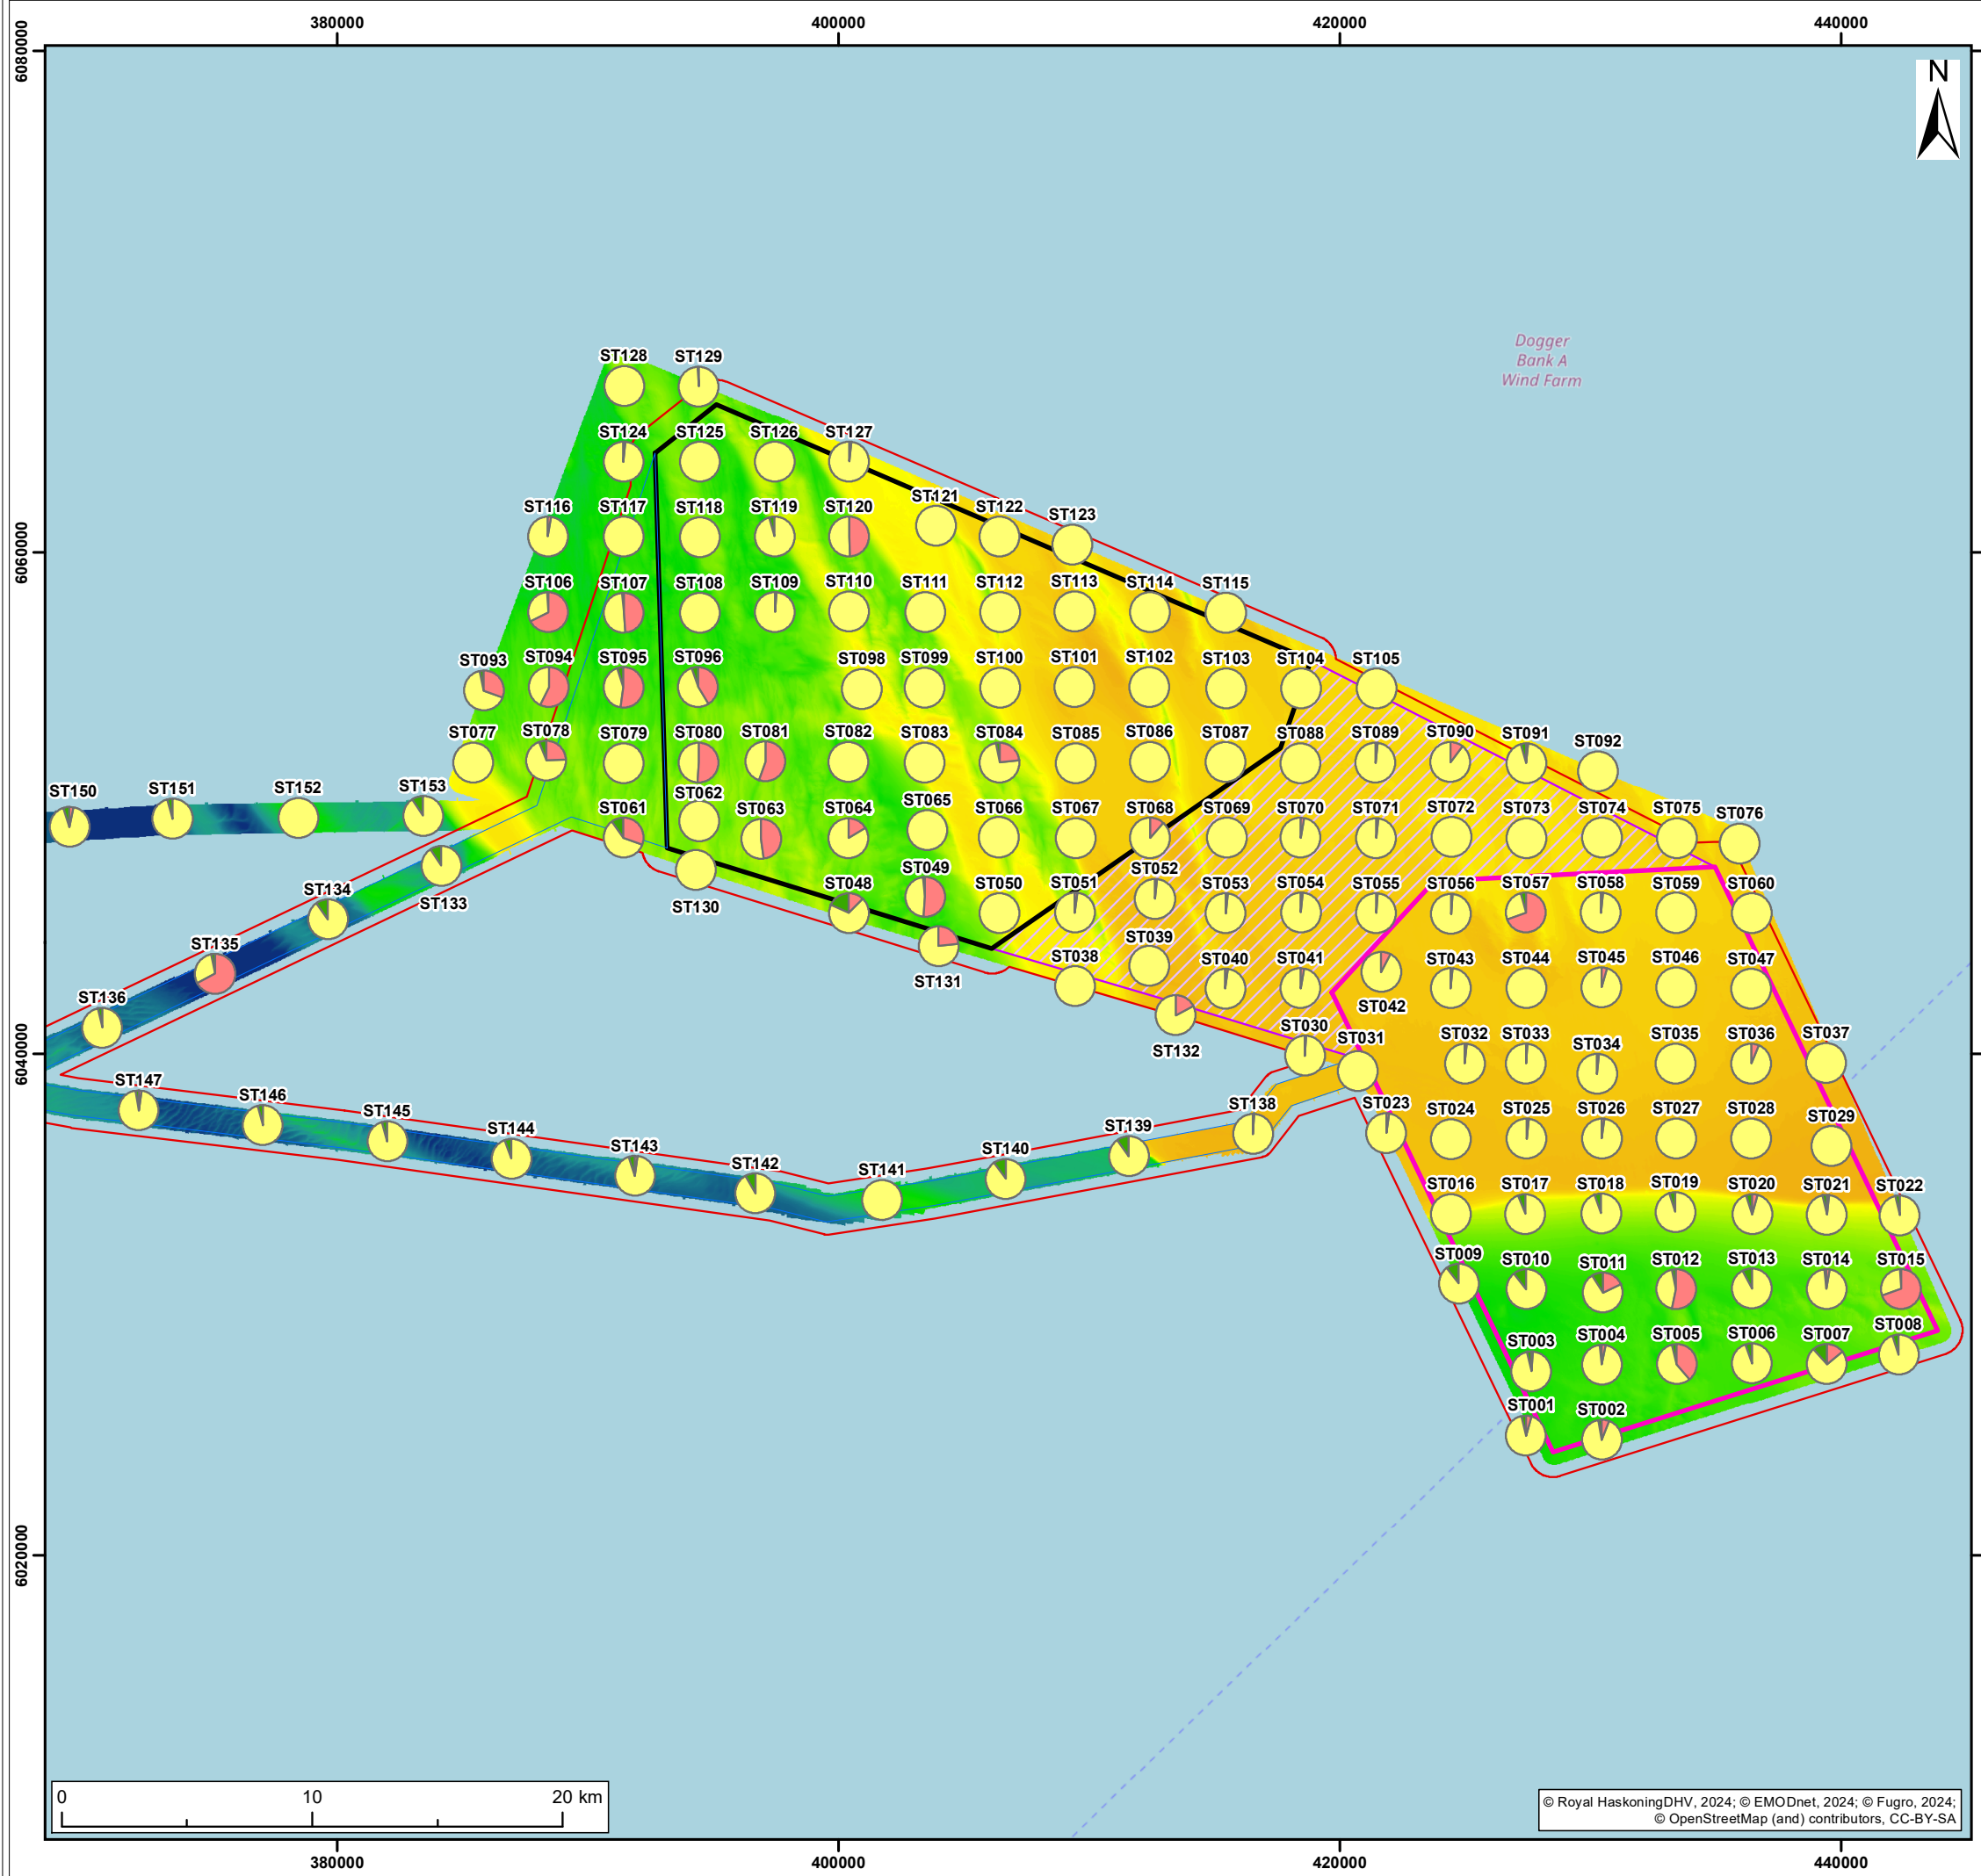 380000
400000
420000
440000
6080000
N
Dogger
Bank A
Wind Farm
ST128
ST129
ST124
ST125
ST126
ST127
ST121
ST116
ST117
ST118
ST119
ST120
ST122
ST123
6060000
ST106
ST107
ST108
ST109
ST110
ST111
ST112
ST113
ST114
ST115
ST093
ST094
ST095
ST096
ST098
ST099
ST100
ST101
ST102
ST103
ST104
ST105
ST077
ST078
ST079
ST080
ST081
ST082
ST083
ST084
ST085
ST086
ST087
ST088
ST089
ST090
ST091
ST092
ST150
ST151
ST152
ST153
ST061
ST062
ST063
ST064
ST065
ST066
ST067
ST068
ST069
ST070
ST071
ST072
ST073
ST074
ST075
ST076
ST134
ST133
ST130
ST048
ST049
ST050
ST051
ST052
ST053
ST054
ST055
ST056
ST057
ST058
ST059
ST060
ST135
ST131
ST038
ST039
ST040
ST041
ST042
ST043
ST044
ST045
ST046
ST047
ST136
ST132
ST030
ST031
ST032
ST033
ST034
ST035
ST036
ST037
6040000
ST147
ST146
ST145
ST144
ST143
ST142
ST141
ST140
ST139
ST138
ST023
ST024
ST025
ST026
ST027
ST028
ST029
ST016
ST017
ST018
ST019
ST020
ST021
ST022
ST009
ST010
ST011
ST012
ST013
ST014
ST015
ST003
ST004
ST005
ST006
ST007
ST008
ST001
ST002
6020000
0
10
20 km
© Royal HaskoningDHV, 2024; © EMODnet, 2024; © Fugro, 2024;
© OpenStreetMap (and) contributors, CC-BY-SA
380000
400000
420000
440000